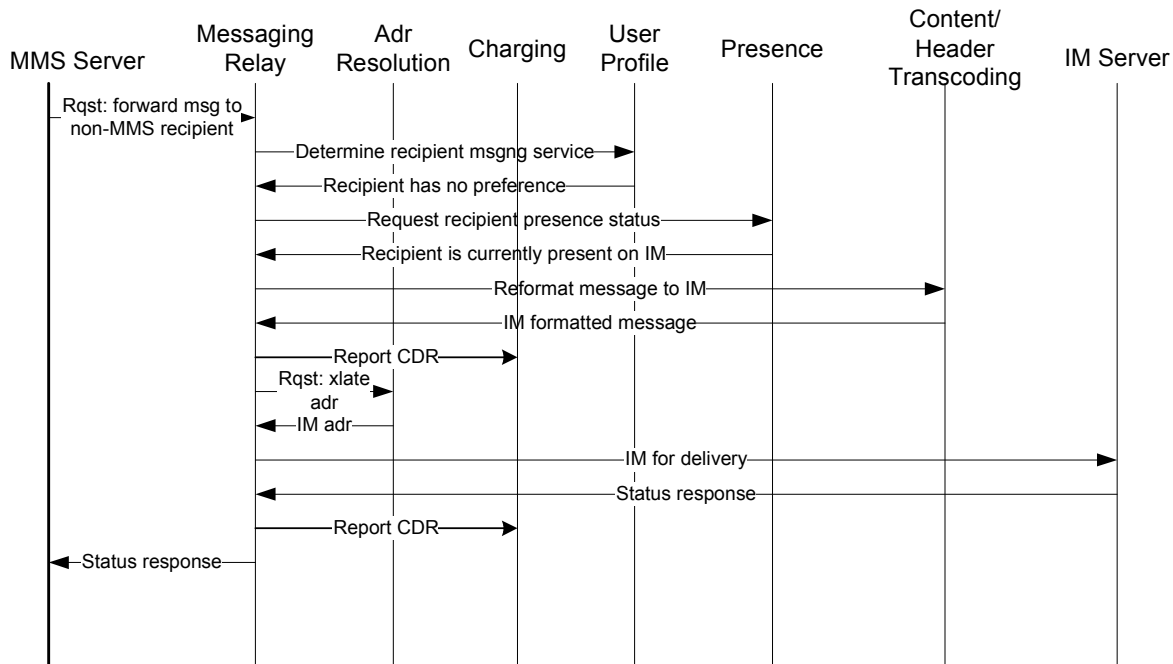 MMS Server
Messaging
Relay
Adr
Resolution
Charging
User
Profile
Presence
Content/
Header
Transcoding
IM Server
Rqst: forward msg to
non-MMS recipient
Determine recipient msgng service
Recipient has no preference
Request recipient presence status
Recipient is currently present on IM
Reformat message to IM
IM formatted message
Report CDR
Rqst: xlate
adr
IM adr
IM for delivery
Status response
Report CDR
Status response